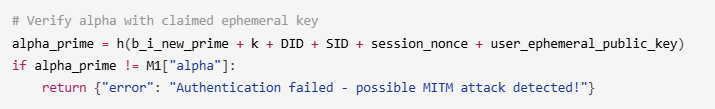 # Verify alpha with claimed ephemeral key
alpha_prime = h(b_i_new_prime + k + DID + SID + session_nonce + user_ephemeral_public_key)
if alpha_prime != M1["alpha"]:
    return {"error": "Authentication failed - possible MITM attack detected!"}